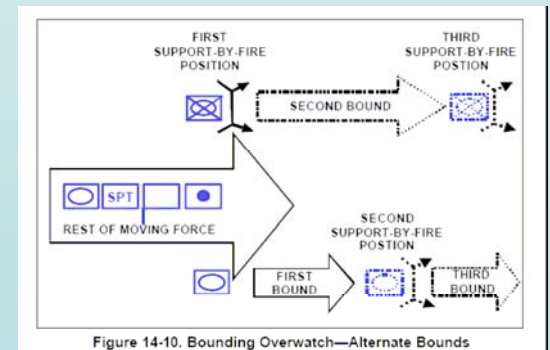 FIRST
SUPPORT-BY-FIRE
POSITION
THIRD
SUPPORT-BY-FIRE
POSTION
SECOND BOUND
SPT
REST OF MOVING FORCE
SECOND
SUPPORT-BY-FIRE
POSTION
FIRST
BOUND
THIRD
BOUND
Figure 14-10. Bounding Overwatch—Alternate Bounds